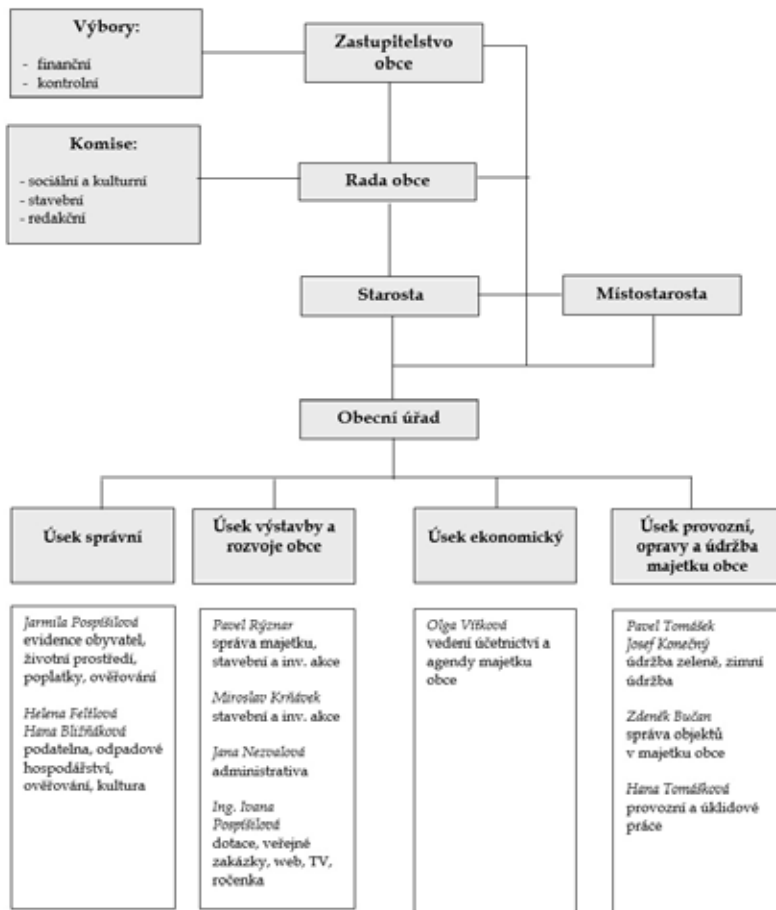 Výbory:
- finanční
- kontrolní
Zastupitelstvo
obce
Komise:
- sociální a kulturní
- stavební
- redakční
Rada obce
Starosta
Místostarosta
Obecní úřad
Úsek správní
Úsek výstavby a
rozvoje obce
Úsek ekonomický
Úsek provozní,
opravy a údržba
majetku obce
Jarmila Pospíšilová
evidence obyvatel,
životní prostředí,
poplatky, ověřování
Helena Feltlová
Hana Bližňáková
podatelna, odpadové
hospodářství,
ověřování, kultura
Pavel Rýznar
správa majetku,
stavební a inv. akce
Miroslav Krňávek
stavební a inv. akce
Jana Nezvalová
administrativa
Ing. Ivana
Pospíšilová
dotace, veřejné
zakázky, web, TV,
ročenka
Olga Vítková
vedení účetnictví a
agendy majetku
obce
Pavel Tomášek
Josef Konečný
údržba zeleně, zimní
údržba
Zdeněk Bučan
správa objektů
v majetku obce
Hana Tomášková
provozní a úklidové
práce